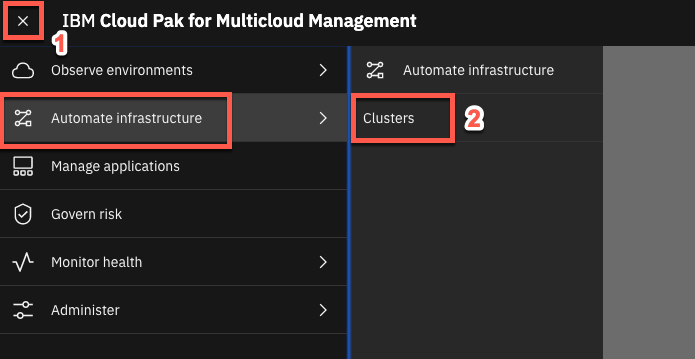 IBM Cloud Pak for Multicloud Management
1
Observe environments
Automate infrastructure
Manage applications
Govern risk
Monitor health
Administer
Automate infrastructure
Clusters
2